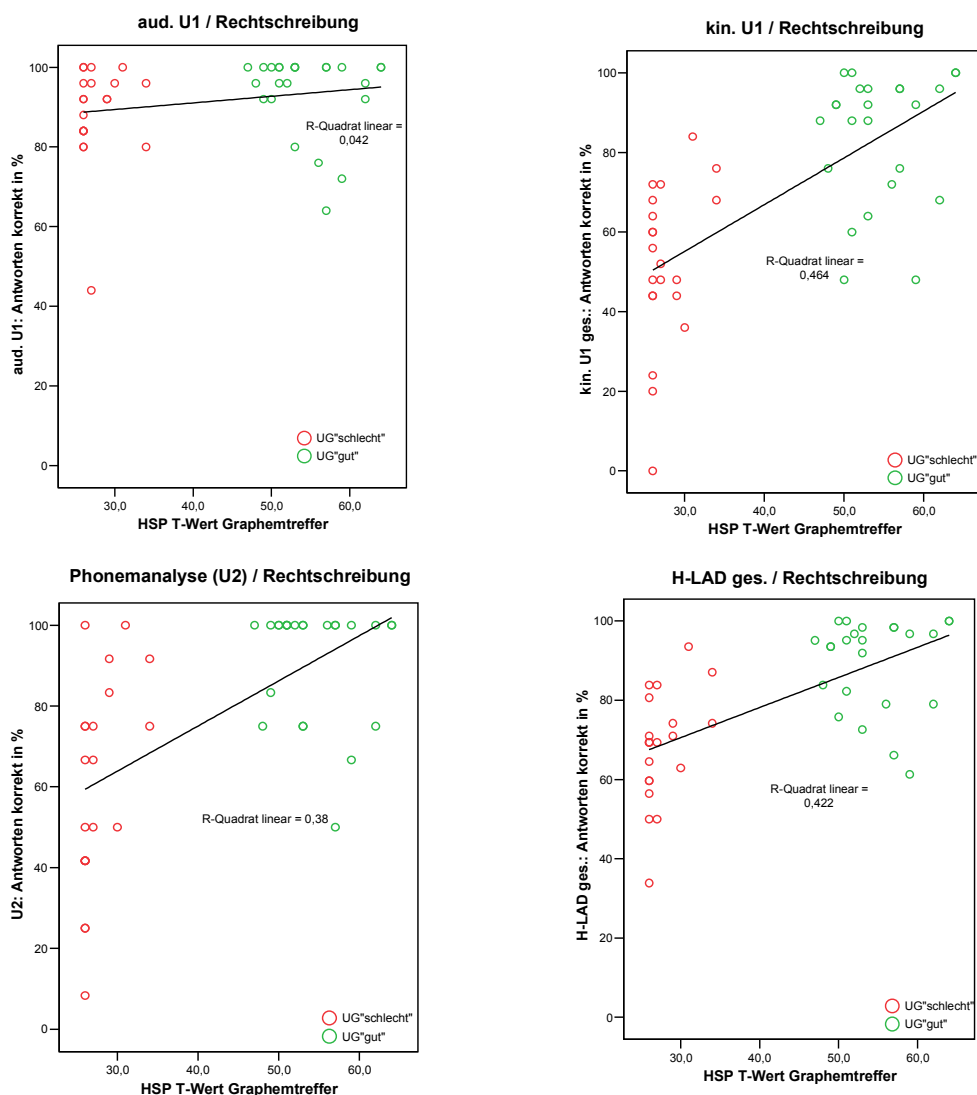 aud. U1 / Rechtschreibung
aud. U1: Antworten korrekt in %
100
80
60
40
20
0
R-Quadrat linear =
0,042
UG"schlecht"
UG"gut"
30,0 40,0 50,0 60,0
HSP T-Wert Graphemtreffer
kin. U1 / Rechtschreibung
kin. U1 ges.: Antworten korrekt in %
100
80
60
40
20
0
R-Quadrat linear =
0,464
UG"schlecht"
UG"gut"
30,0 40,0 50,0 60,0
HSP T-Wert Graphemtreffer
Phonemanalyse (U2) / Rechtschreibung
U2: Antworten korrekt in %
100
80
60
40
20
0
R-Quadrat linear = 0,38
UG"schlecht"
UG"gut"
30,0 40,0 50,0 60,0
HSP T-Wert Graphemtreffer
H-LAD ges. / Rechtschreibung
H-LAD ges.: Antworten korrekt in %
100
80
60
40
20
0
R-Quadrat linear =
0,422
UG"schlecht"
UG"gut"
30,0 40,0 50,0 60,0
HSP T-Wert Graphemtreffer